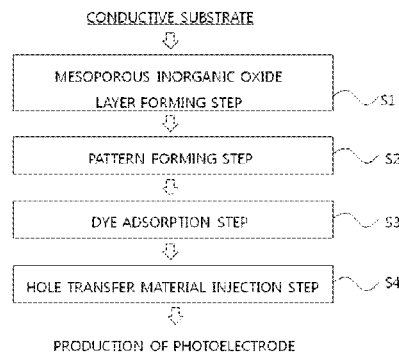 CONDUCTIVE SUBSTRATE
MESOPOROUS INORGANIC OXIDE
LAYER FORMING STEP
S1
PATTERN FORMING STEP
S2
DYE ADSORPTION STEP
S3
HOLE TRANSFER MATERIAL INJECTION STEP
S4
PRODUCTION OF PHOTOELECTRODE